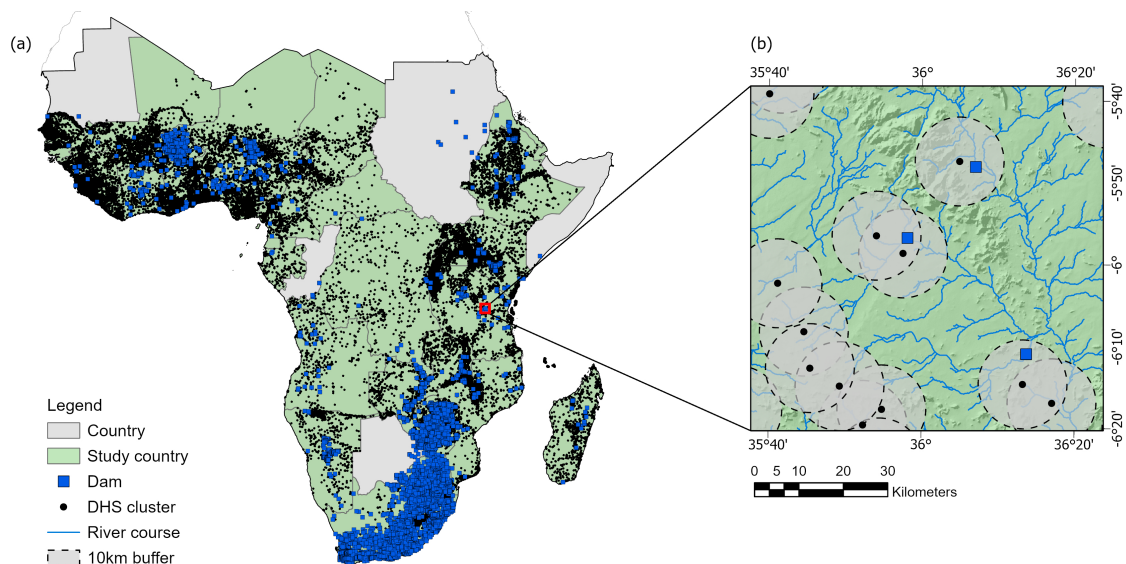 (a)
(b)
35°40' 36° 36°20'
-5°40'
-5°50'
-6°
-6°10'
-6°20'
35°40' 36° 36°20'
0 5 10 20 30
Kilometers
Legend
Country
Study country
Dam
DHS cluster
River course
10km buffer